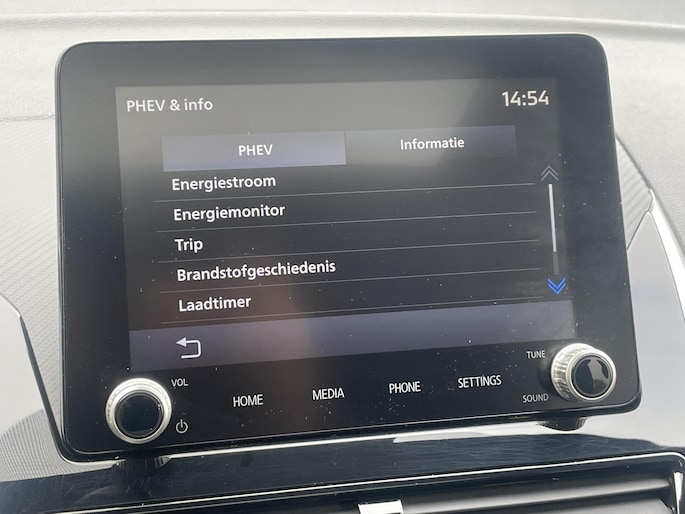 PHEV & info 14:54
PHEV Informatie
Energiestroom
Energiemonitor
Trip
Brandstofgeschiedenis
Laadtimer
VOL TUNE
HOME MEDIA PHONE SETTINGS
SOUND